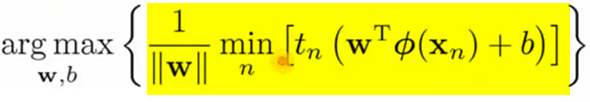 arg max_{w,b} { 1/‖w‖ min_n [t_n (w^T ϕ(x_n) + b)] }